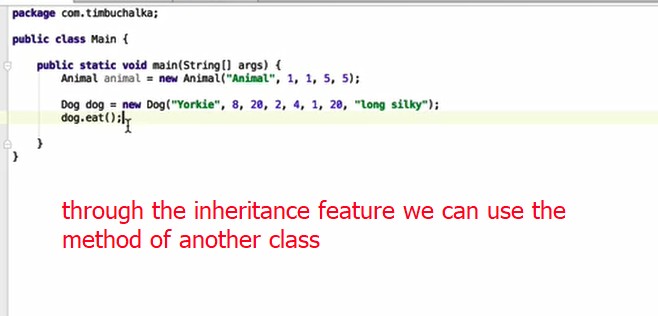 package com.timbuchalka;
public class Main {
public static void main(String[] args) {
Animal animal = new Animal("Animal", 1, 1, 5, 5);
Dog dog = new Dog("Yorkie", 8, 20, 2, 4, 1, 20, "long silky");
dog.eat();
}
}
through the inheritance feature we can use the
method of another class